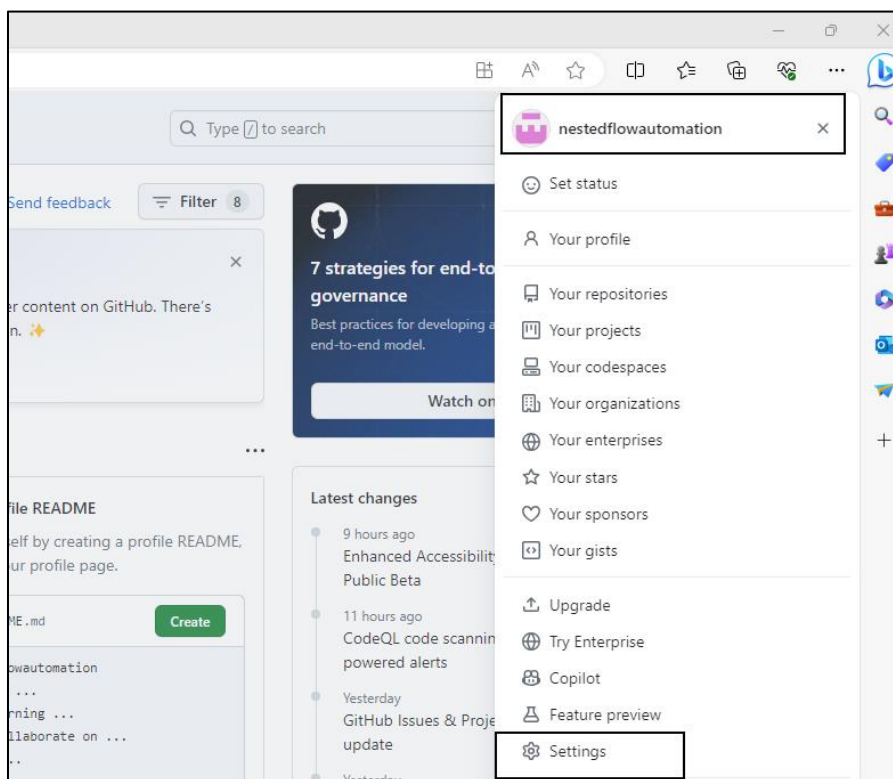 Type / to search
nestedflowautomation
Send feedback
Filter 8
Set status
Your profile
Your repositories
Your projects
Your codespaces
Your organizations
Your enterprises
Your stars
Your sponsors
Your gists
Upgrade
Try Enterprise
Copilot
Feature preview
Settings
er content on GitHub. There's
n.
7 strategies for end-to
governance
Best practices for developing a
end-to-end model.
Watch on
file README
self by creating a profile README,
our profile page.
ME.md
Create
owautomation
...
rning ...
llaborate on ...
..
Latest changes
9 hours ago
Enhanced Accessibility
Public Beta
11 hours ago
CodeQL code scannin
powered alerts
Yesterday
GitHub Issues & Proje
update
Yesterday